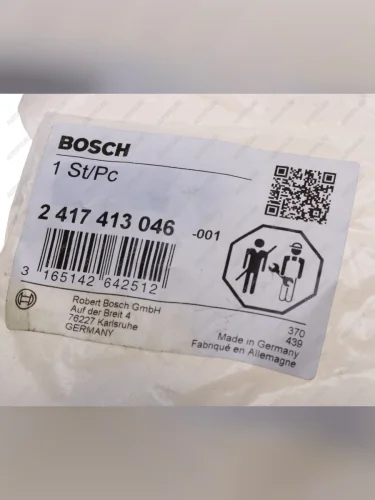 BOSCH
1 St/Pc
2 417 413 046 -001
3 165142 642512
Robert Bosch GmbH
Auf der Breit 4
76227 Karlsruhe
GERMANY
370
439
Made in Germany
Fabriqué en Allemagne